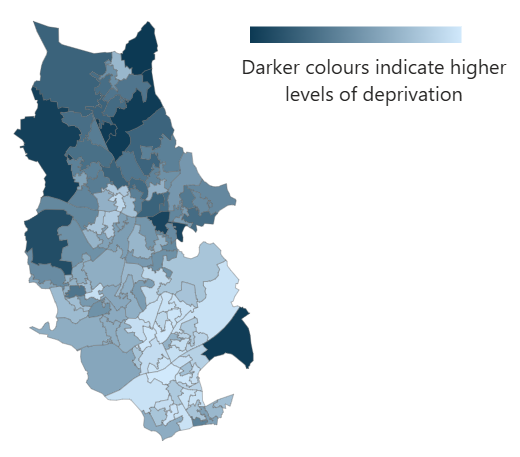 Darker colours indicate higher
levels of deprivation